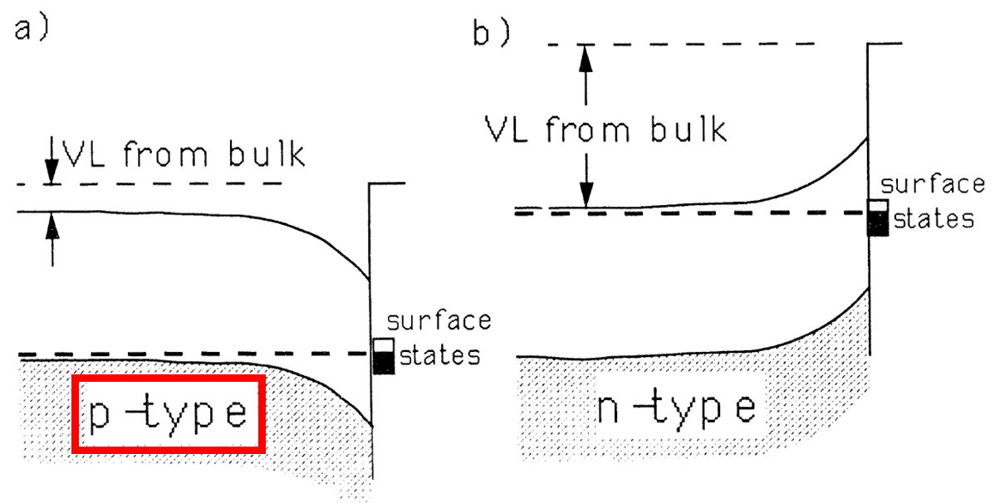 a)
VL from bulk
surface
states
p-type
b)
VL from bulk
surface
states
n-type